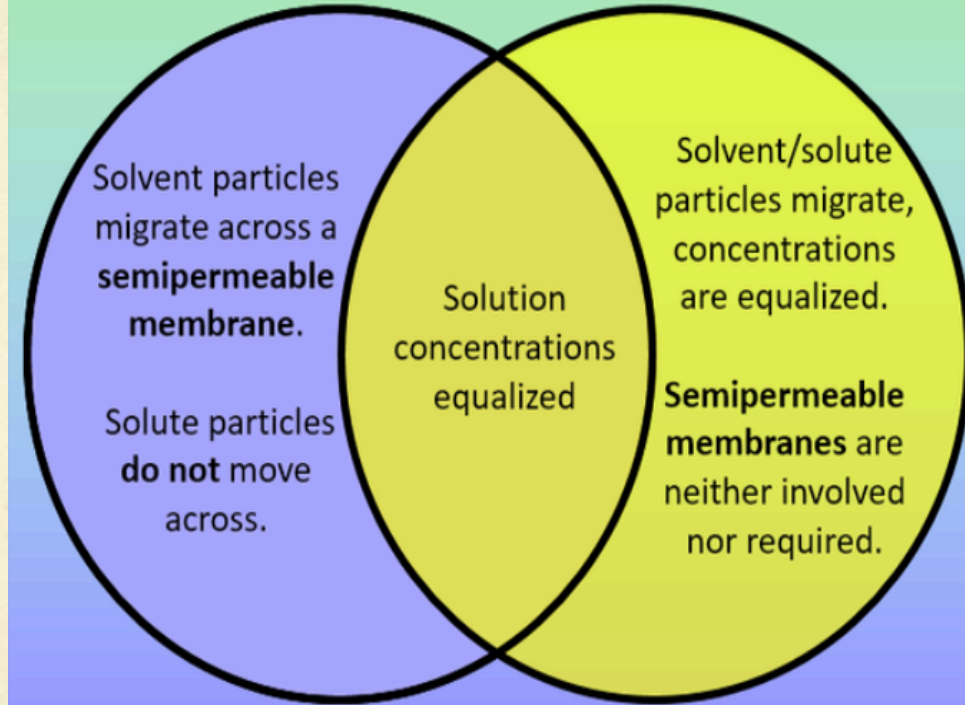 Solvent particles
migrate across a
semipermeable
membrane.
Solute particles
do not move
across.
Solution
concentrations
equalized
Solvent/solute
particles migrate,
concentrations
are equalized.
Semipermeable
membranes are
neither involved
nor required.